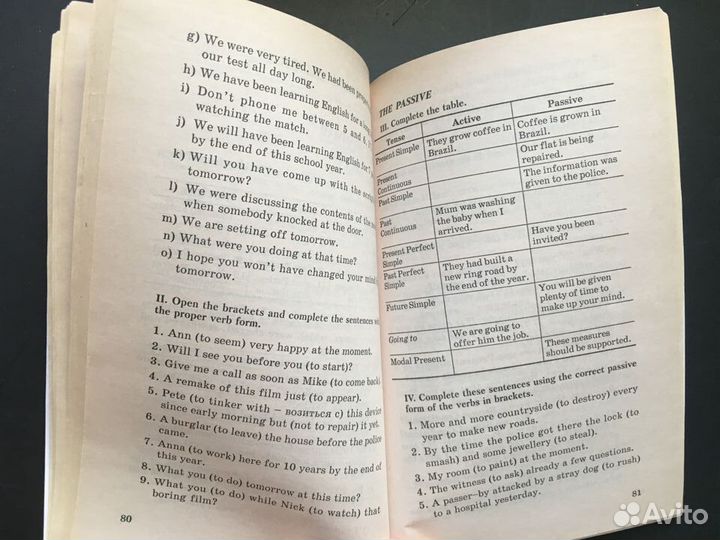 g) We were very tired. We had been
our test all day long.
h) We have been learning English for a
i) Don't phone me between 5 and 6,
watching the match.
j) We will have been learning English for
by the end of this school year.
k) Will you have come up with the
tomorrow?
l) We were discussing the contents of the
when somebody knocked at the door.
m) We are setting off tomorrow.
n) What were you doing at that time?
o) I hope you won't have changed your mind
tomorrow.
II. Open the brackets and complete the sentences
the proper verb form.
1. Ann (to seem) very happy at the moment.
2. Will I see you before you (to start)?
3. Give me a call as soon as Mike (to come back).
4. A remake of this film just (to appear).
5. Pete (to tinker with – возиться с) this device
since early morning but (not to repair) it yet.
6. A burglar (to leave) the house before the police
came.
7. Anna (to work) here for 10 years by the end of
this year.
8. What you (to do) tomorrow at this time?
9. What you (to do) while Nick (to watch) that
boring film?
80
THE PASSIVE
III. Complete the table.
Tense Active Passive
Present Simple They grow coffee in Brazil. Coffee is grown in Brazil.
Present Continuous Our flat is being repaired.
Past Simple The information was given to the police.
Past Continuous Mum was washing the baby when I arrived.
Present Perfect Simple Have you been invited?
Past Perfect Simple They had built a new ring road by the end of the year.
Future Simple You will be given plenty of time to make up your mind.
Going to We are going to offer him the job.
Modal Present These measures should be supported.
IV. Complete these sentences using the correct passive
form of the verbs in brackets.
1. More and more countryside (to destroy) every
year to make new roads.
2. By the time the police got there the lock (to
smash) and some jewellery (to steal).
3. My room (to paint) at the moment.
4. The witness (to ask) already a few questions.
5. A passer–by attacked by a stray dog (to rush)
to a hospital yesterday.
81
Avito